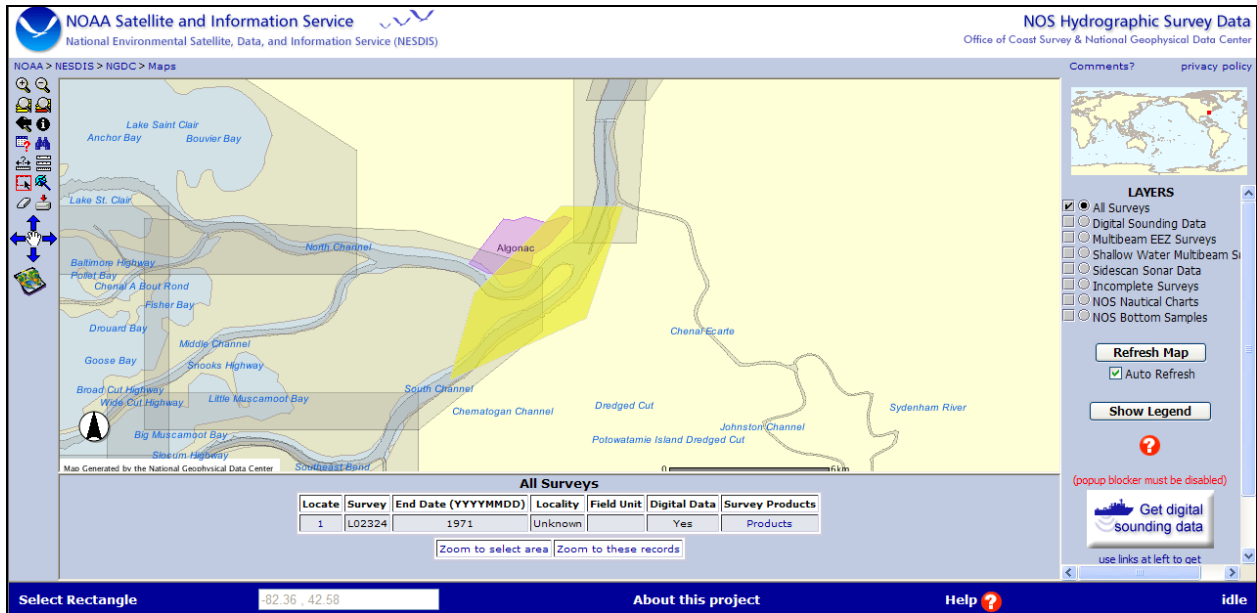 NOAA Satellite and Information Service
National Environmental Satellite, Data, and Information Service (NESDIS)
NOS Hydrographic Survey Data
Office of Coast Survey & National Geophysical Data Center
NOAA > NESDIS > NGDC > Maps
Comments? privacy policy
Lake Saint Clair
Anchor Bay Bouvier Bay
Lake St. Clair
North Channel
Algonac
Baltimore Highway
Pollet Bay
Chenal A Bout Rond
Fisher Bay
Drouard Bay
Middle Channel
Goose Bay
Snooks Highway
Chenal Ecarte
Broad Cut Highway
Wide Cut Highway
Little Muscamoot Bay
South Channel
Chematogan Channel
Dredged Cut
Sydenham River
Big Muscamoot Bay
Johnston Channel
Potowatamie Island Dredged Cut
Slocum Highway
Southeast Bend
Map Generated by the National Geophysical Data Center
0 6km
LAYERS
All Surveys
Digital Sounding Data
Multibeam EEZ Surveys
Shallow Water Multibeam Su
Sidescan Sonar Data
Incomplete Surveys
NOS Nautical Charts
NOS Bottom Samples
Refresh Map
Auto Refresh
Show Legend
(popup blocker must be disabled)
Get digital
sounding data
use links at left to get
All Surveys
Locate Survey End Date (YYYYMMDD) Locality Field Unit Digital Data Survey Products
1 L02324 1971 Unknown Yes Products
Zoom to select area Zoom to these records
Select Rectangle -82.36 , 42.58 About this project Help ? idle